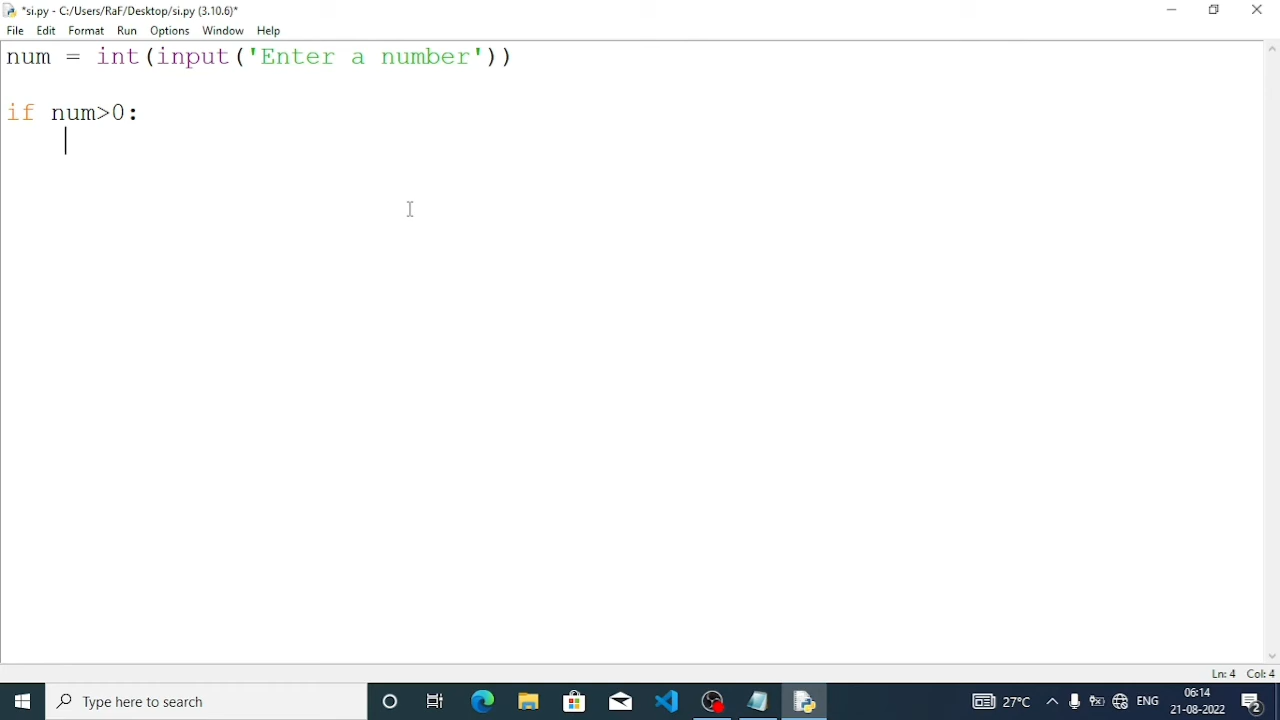 *si.py - C:/Users/RaF/Desktop/si.py (3.10.6)*
File Edit Format Run Options Window Help
num = int(input('Enter a number'))
if num>0:
Ln: 4 Col: 4
Type here to search
27°C
ENG
06:14
21-08-2022
2